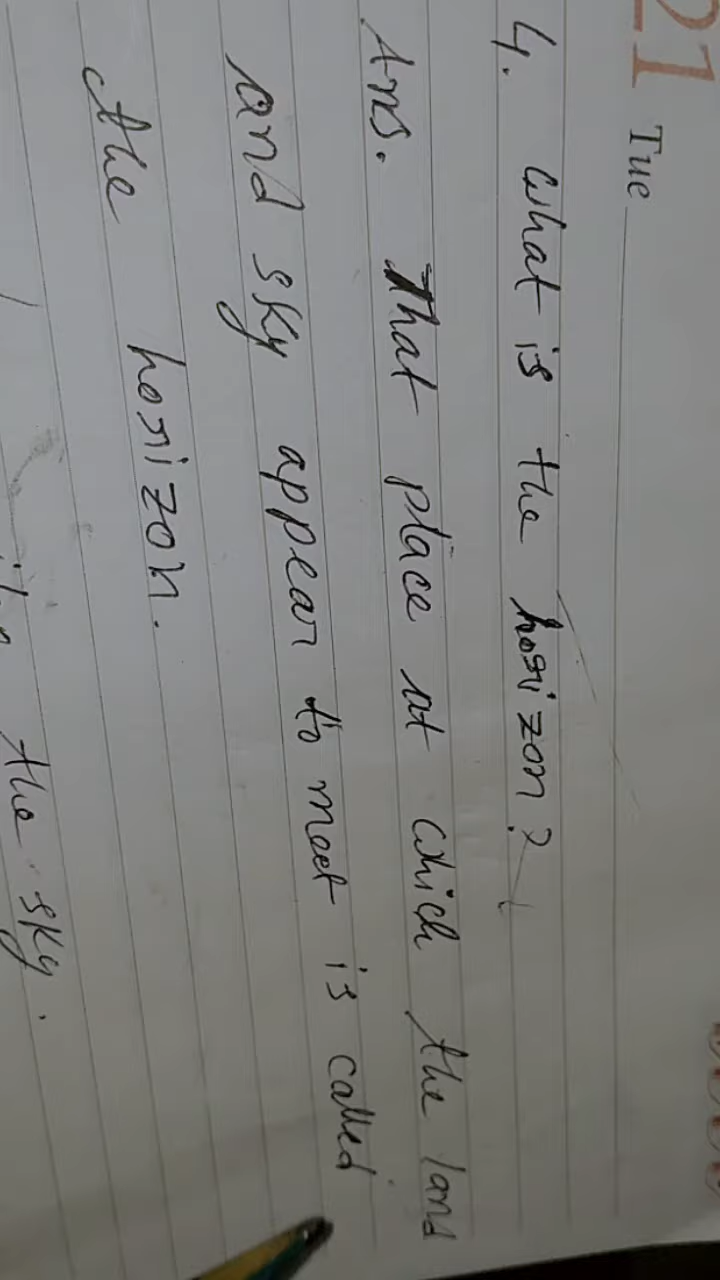 21 Tue
4. What is the horizon?
Ans. That place at which the land
and sky appear to meet is called
the horizon.
the sky.